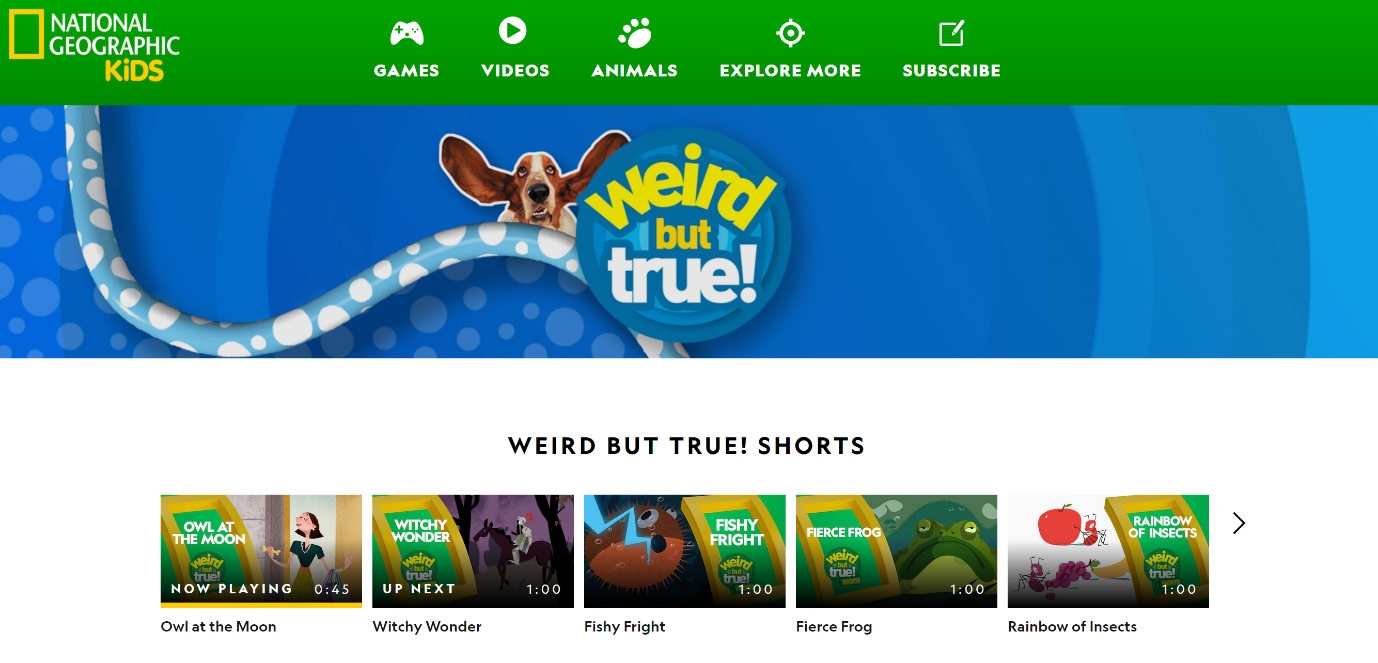 NATIONAL
GEOGRAPHIC
KiDS
GAMES
VIDEOS
ANIMALS
EXPLORE MORE
SUBSCRIBE
weird
but
true!
WEIRD BUT TRUE! SHORTS
OWL AT
THE MOON
weird
but
true!
NOW PLAYING 0:45
WITCHY
WONDER
weird
but
true!
UP NEXT 1:00
FISHY
FRIGHT
weird
but
true!
1:00
FIERCE FROG
weird
but
true!
SHORTS
1:00
RAINBOW
OF INSECTS
weird
but
true!
1:00
Owl at the Moon
Witchy Wonder
Fishy Fright
Fierce Frog
Rainbow of Insects